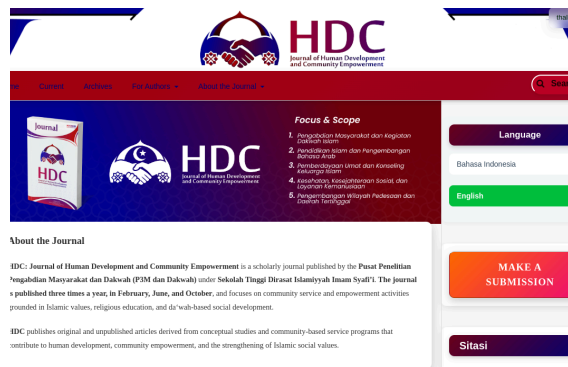 HDC
Journal of Human Development
and Community Empowerment
Current
Archives
For Authors
About the Journal
journal
HDC
HDC
Journal of Human Development
and Community Empowerment
Focus & Scope
1. Pengabdian Masyarakat dan Kegiatan
Dakwah Islam
2. Pendidikan Islam dan Pengembangan
Bahasa Arab
3. Pemberdayaan Umat dan Konseling
Keluarga Islam
4. Kesehatan, Kesejahteraan Sosial, dan
Layanan Kemanusiaan
5. Pengembangan Wilayah Pedesaan dan
Daerah Tertinggal
Language
Bahasa Indonesia
English
MAKE A
SUBMISSION
Sitasi
About the Journal
HDC: Journal of Human Development and Community Empowerment is a scholarly journal published by the Pusat Penelitian
Pengabdian Masyarakat dan Dakwah (P3M dan Dakwah) under Sekolah Tinggi Dirasat Islamiyyah Imam Syafi'i. The journal
is published three times a year, in February, June, and October, and focuses on community service and empowerment activities
grounded in Islamic values, religious education, and da'wah-based social development.
HDC publishes original and unpublished articles derived from conceptual studies and community-based service programs that
contribute to human development, community empowerment, and the strengthening of Islamic social values.